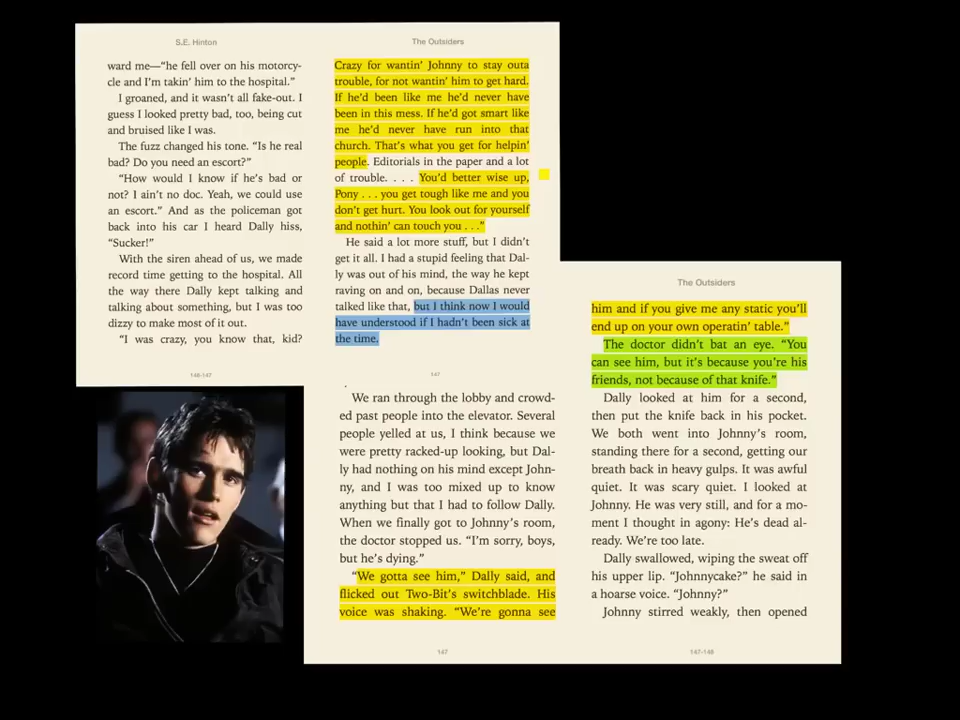 S.E. Hinton
ward me—“he fell over on his motorcy-
cle and I’m takin’ him to the hospital.”
I groaned, and it wasn’t all fake-out. I
guess I looked pretty bad, too, being cut
and bruised like I was.
The fuzz changed his tone. “Is he real
bad? Do you need an escort?”
“How would I know if he’s bad or
not? I ain’t no doc. Yeah, we could use
an escort.” And as the policeman got
back into his car I heard Dally hiss,
“Sucker!”
With the siren ahead of us, we made
record time getting to the hospital. All
the way there Dally kept talking and
talking about something, but I was too
dizzy to make most of it out.
“I was crazy, you know that, kid?
146-147
The Outsiders
Crazy for wantin’ Johnny to stay outa
trouble, for not wantin’ him to get hard.
If he’d been like me he’d never have
been in this mess. If he’d got smart like
me he’d never have run into that
church. That’s what you get for helpin’
people. Editorials in the paper and a lot
of trouble. . . . You’d better wise up,
Pony . . . you get tough like me and you
don’t get hurt. You look out for yourself
and nothin’ can touch you . . .”
He said a lot more stuff, but I didn’t
get it all. I had a stupid feeling that Dal-
ly was out of his mind, the way he kept
raving on and on, because Dallas never
talked like that, but I think now I would
have understood if I hadn’t been sick at
the time.
147
We ran through the lobby and crowd-
ed past people into the elevator. Several
people yelled at us, I think because we
were pretty racked-up looking, but Dal-
ly had nothing on his mind except John-
ny, and I was too mixed up to know
anything but that I had to follow Dally.
When we finally got to Johnny’s room,
the doctor stopped us. “I’m sorry, boys,
but he’s dying.”
“We gotta see him,” Dally said, and
flicked out Two-Bit’s switchblade. His
voice was shaking. “We’re gonna see
147
The Outsiders
him and if you give me any static you’ll
end up on your own operatin’ table.”
The doctor didn’t bat an eye. “You
can see him, but it’s because you’re his
friends, not because of that knife.”
Dally looked at him for a second,
then put the knife back in his pocket.
We both went into Johnny’s room,
standing there for a second, getting our
breath back in heavy gulps. It was awful
quiet. It was scary quiet. I looked at
Johnny. He was very still, and for a mo-
ment I thought in agony: He’s dead al-
ready. We’re too late.
Dally swallowed, wiping the sweat off
his upper lip. “Johnnycake?” he said in
a hoarse voice. “Johnny?”
Johnny stirred weakly, then opened
147-148